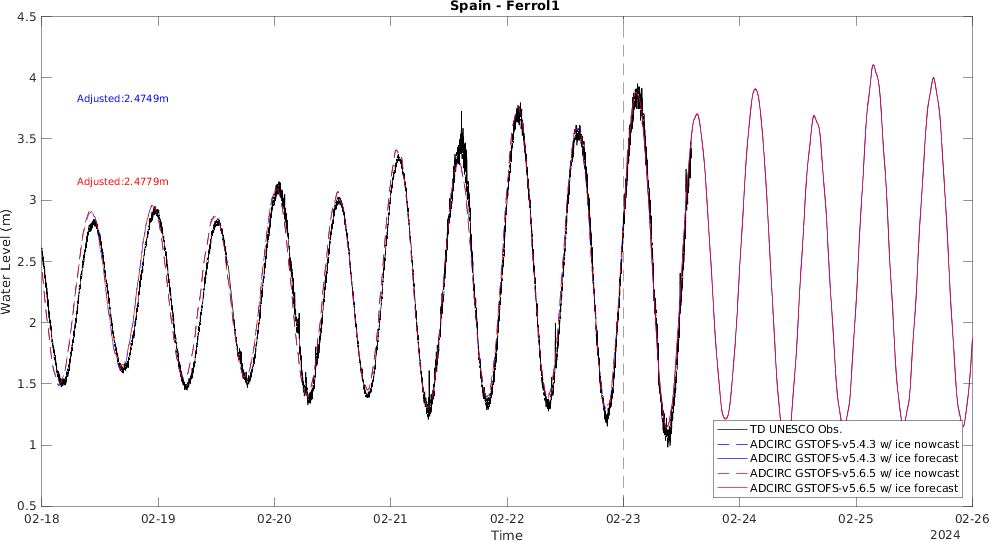 Spain - Ferrol1
4.5
4
3.5
3
2.5
2
1.5
1
0.5
Water Level (m)
Adjusted:2.4749m
Adjusted:2.4779m
TD UNESCO Obs.
ADCIRC GSTOFS-v5.4.3 w/ ice nowcast
ADCIRC GSTOFS-v5.4.3 w/ ice forecast
ADCIRC GSTOFS-v5.6.5 w/ ice nowcast
ADCIRC GSTOFS-v5.6.5 w/ ice forecast
02-18 02-19 02-20 02-21 02-22 02-23 02-24 02-25 02-26
Time
2024